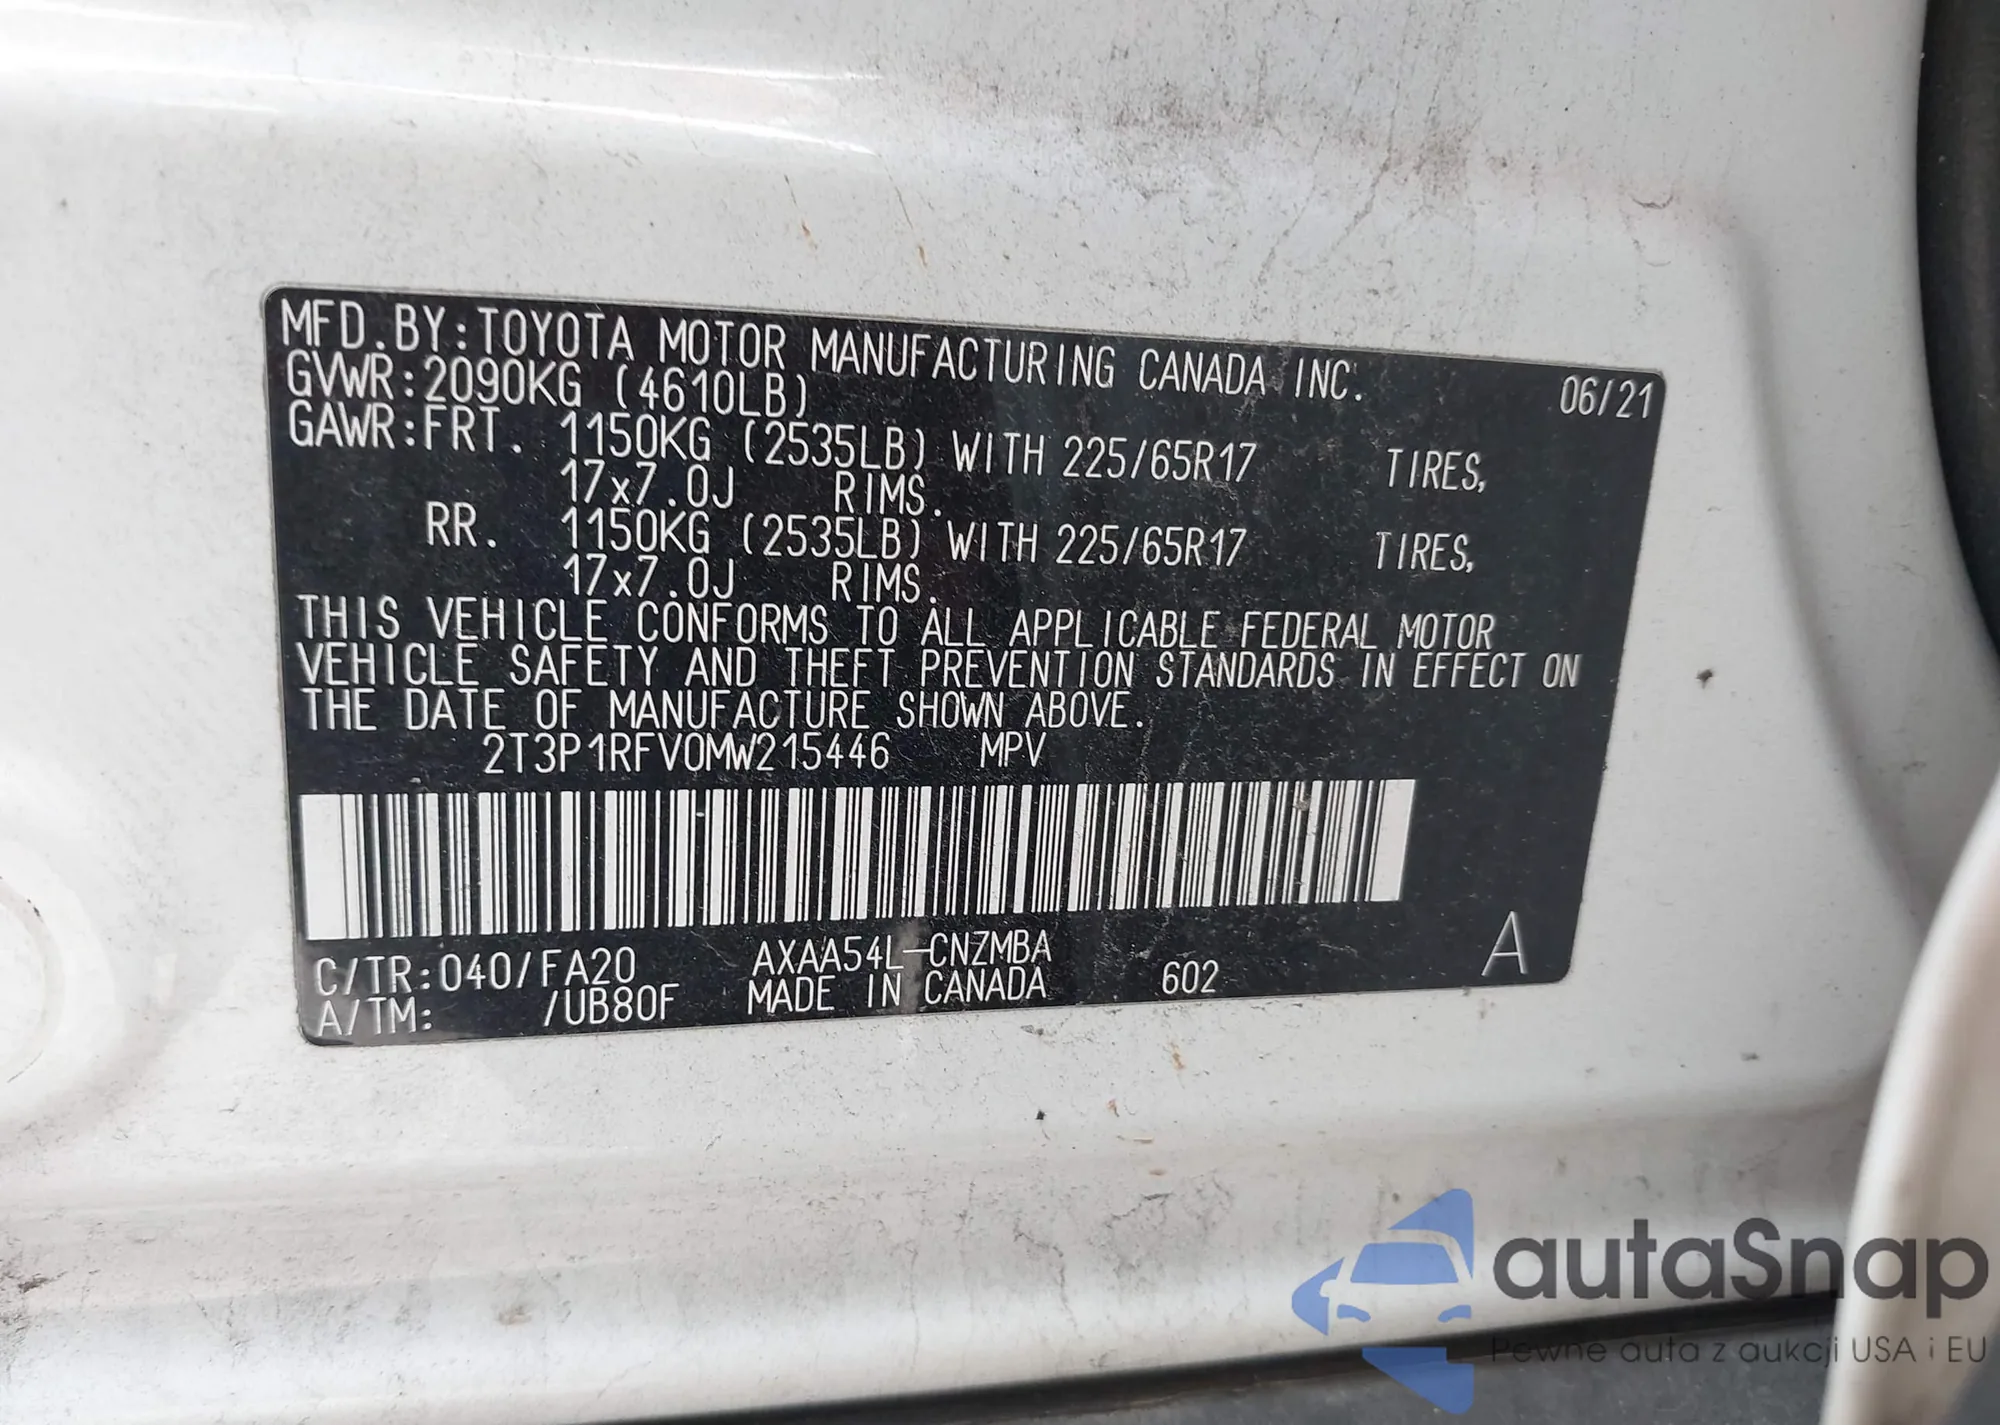 MFD.BY:TOYOTA MOTOR MANUFACTURING CANADA INC. 06/21
GVWR:2090KG (4610LB)
GAWR:FRT. 1150KG (2535LB) WITH 225/65R17 TIRES,
17x7.0J RIMS.
RR. 1150KG (2535LB) WITH 225/65R17 TIRES,
17x7.0J RIMS.
THIS VEHICLE CONFORMS TO ALL APPLICABLE FEDERAL MOTOR
VEHICLE SAFETY AND THEFT PREVENTION STANDARDS IN EFFECT ON
THE DATE OF MANUFACTURE SHOWN ABOVE.
2T3P1RFV0MW215446 MPV
C/TR:040/FA20 AXAA54L-CNZMBA
A/TM: /UB80F MADE IN CANADA 602 A
autaSnap
Pewne auta z aukcji USA i EU